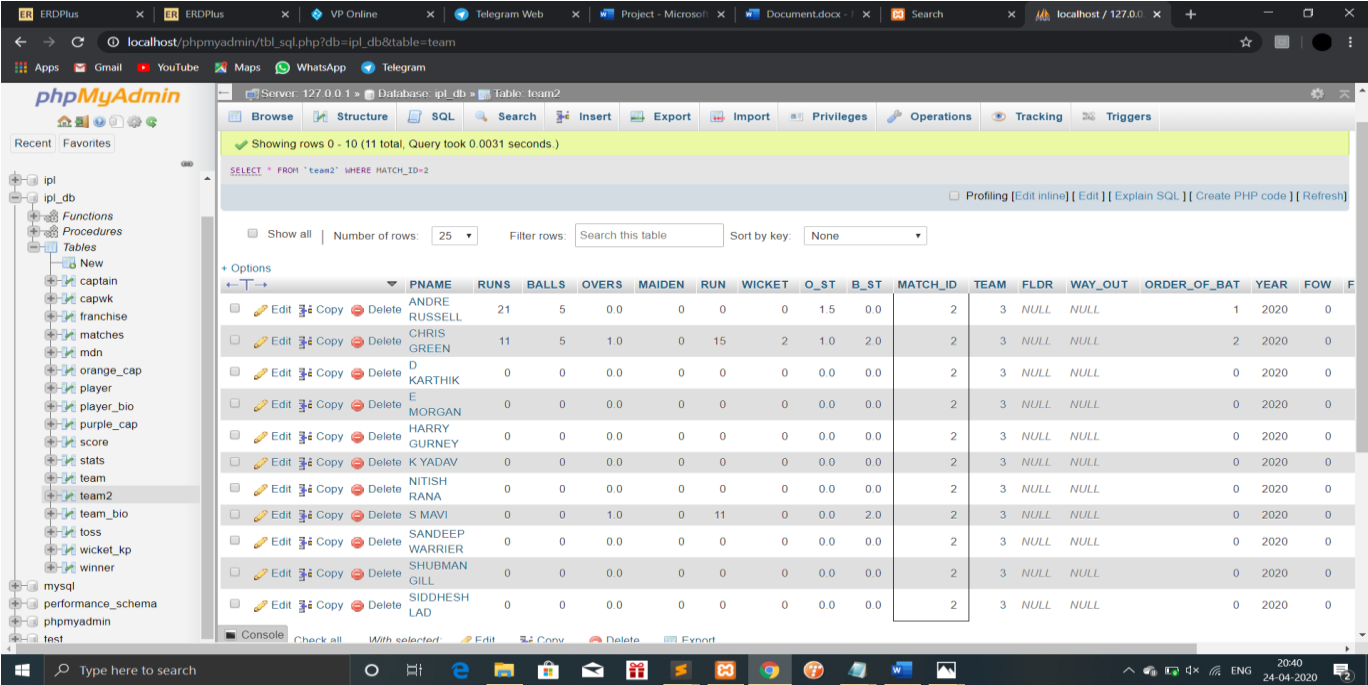 ER ERDPlus × ER ERDPlus × VP Online × Telegram Web × Project - Microsoft × Document.docx - × Search × localhost / 127.0.0. × +
localhost/phpmyadmin/tbl_sql.php?db=ipl_db&table=team
Apps Gmail YouTube Maps WhatsApp Telegram
phpMyAdmin
Recent Favorites
ipl
ipl_db
Functions
Procedures
Tables
New
captain
capwk
franchise
matches
mdn
orange_cap
player
player_bio
purple_cap
score
stats
team
team2
team_bio
toss
wicket_kp
winner
mysql
performance_schema
phpmyadmin
test
Server: 127.0.0.1 » Database: ipl_db » Table: team2
Browse Structure SQL Search Insert Export Import Privileges Operations Tracking Triggers
Showing rows 0 - 10 (11 total, Query took 0.0031 seconds.)
SELECT * FROM `team2` WHERE MATCH_ID=2
Profiling [Edit inline] [ Edit ] [ Explain SQL ] [ Create PHP code ] [ Refresh]
Show all | Number of rows: 25 Filter rows: Search this table Sort by key: None
+ Options
←T→ PNAME RUNS BALLS OVERS MAIDEN RUN WICKET O_ST B_ST MATCH_ID TEAM FLDR WAY_OUT ORDER_OF_BAT YEAR FOW F
Edit Copy Delete ANDRE RUSSELL 21 5 0.0 0 0 0 1.5 0.0 2 3 NULL NULL 1 2020 0
Edit Copy Delete CHRIS GREEN 11 5 1.0 0 15 2 1.0 2.0 2 3 NULL NULL 2 2020 0
Edit Copy Delete D KARTHIK 0 0 0.0 0 0 0 0.0 0.0 2 3 NULL NULL 0 2020 0
Edit Copy Delete E MORGAN 0 0 0.0 0 0 0 0.0 0.0 2 3 NULL NULL 0 2020 0
Edit Copy Delete HARRY GURNEY 0 0 0.0 0 0 0 0.0 0.0 2 3 NULL NULL 0 2020 0
Edit Copy Delete K YADAV 0 0 0.0 0 0 0 0.0 0.0 2 3 NULL NULL 0 2020 0
Edit Copy Delete NITISH RANA 0 0 0.0 0 0 0 0.0 0.0 2 3 NULL NULL 0 2020 0
Edit Copy Delete S MAVI 0 0 1.0 0 11 0 0.0 2.0 2 3 NULL NULL 0 2020 0
Edit Copy Delete SANDEEP WARRIER 0 0 0.0 0 0 0 0.0 0.0 2 3 NULL NULL 0 2020 0
Edit Copy Delete SHUBMAN GILL 0 0 0.0 0 0 0 0.0 0.0 2 3 NULL NULL 0 2020 0
Edit Copy Delete SIDDHESH LAD 0 0 0.0 0 0 0 0.0 0.0 2 3 NULL NULL 0 2020 0
Console Check all With selected: Edit Copy Delete Export
Type here to search
ENG
20:40
24-04-2020
2